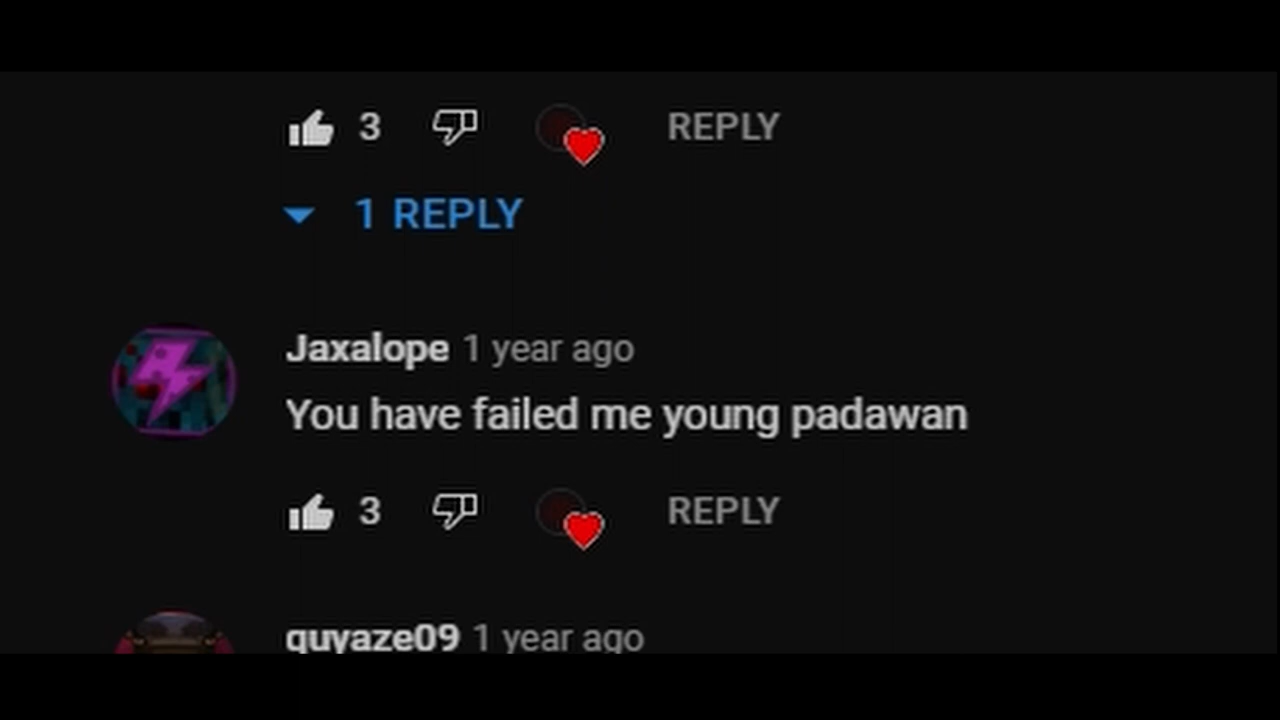 3 REPLY
1 REPLY
Jaxalope 1 year ago
You have failed me young padawan
3 REPLY
guyaze09 1 year ago